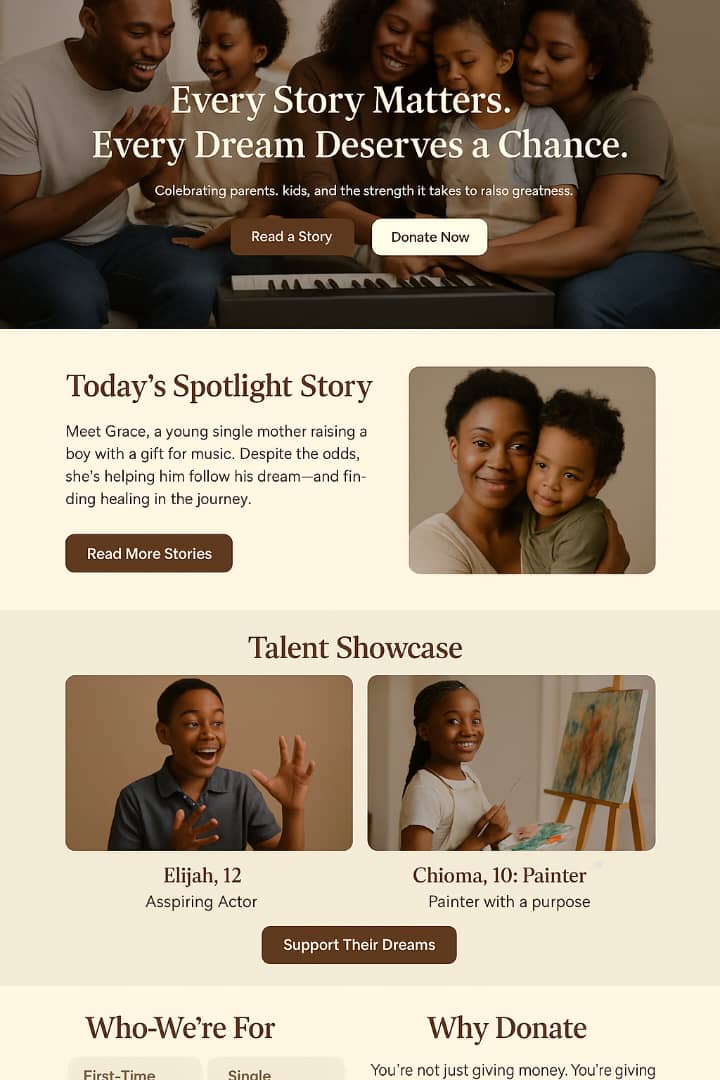 Every Story Matters.
Every Dream Deserves a Chance.
Celebrating parents. kids, and the strength it takes to ralso greatness.
Read a Story
Donate Now
Today's Spotlight Story
Meet Grace, a young single mother raising a
boy with a gift for music. Despite the odds,
she's helping him follow his dream—and fin-
ding healing in the journey.
Read More Stories
Talent Showcase
Elijah, 12
Asspiring Actor
Chioma, 10: Painter
Painter with a purpose
Support Their Dreams
Who-We're For
First-Time
Single
Why Donate
You're not just giving money. You're giving